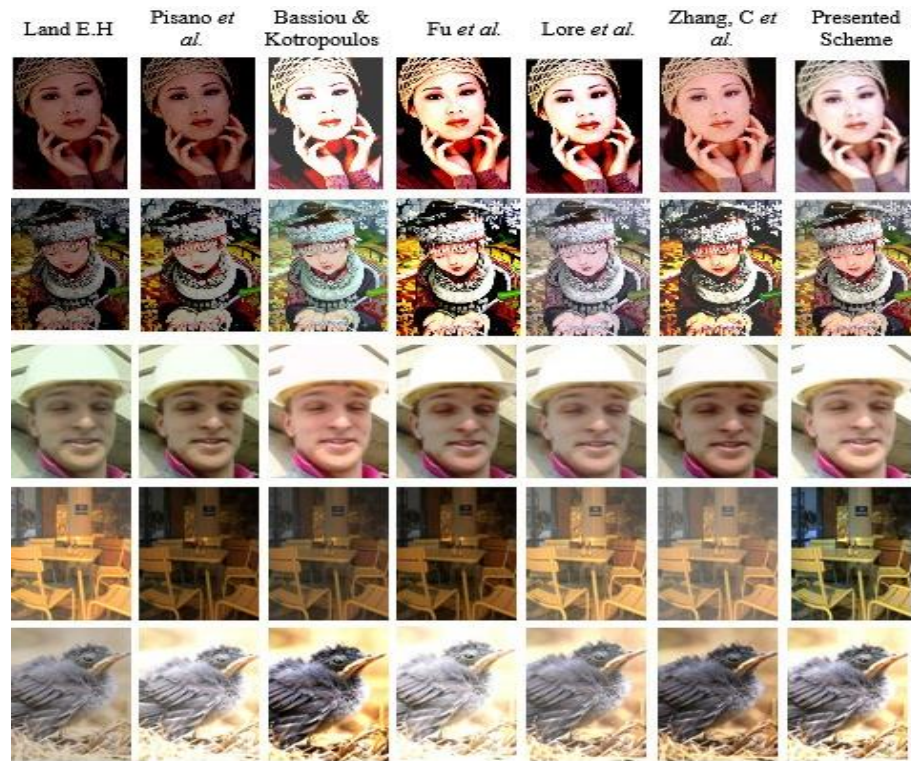 Land E.H
Pisano et
al.
Bassiou &
Kotropoulos
Fu et al.
Lore et al.
Zhang, C et
al.
Presented
Scheme